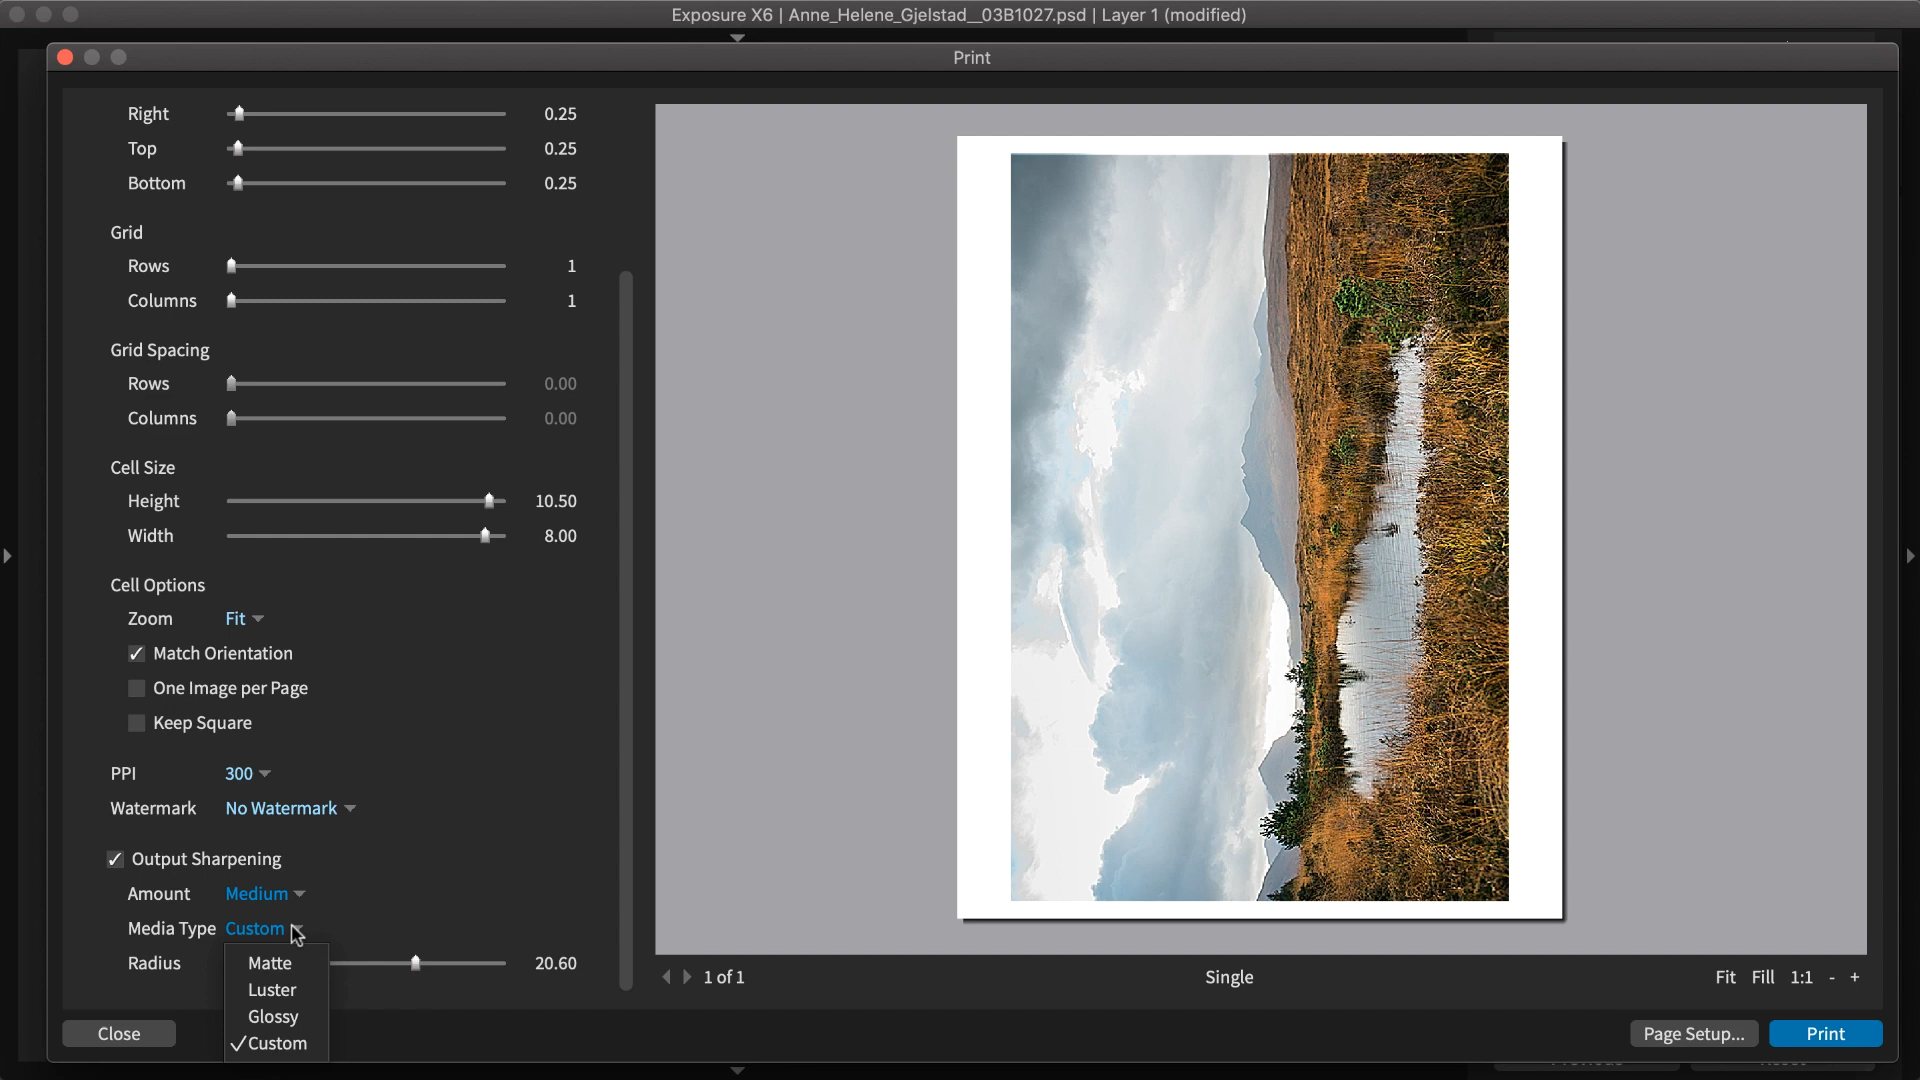 Exposure X6 | Anne_Helene_Gjelstad__03B1027.psd | Layer 1 (modified)
Print
Right 0.25
Top 0.25
Bottom 0.25
Grid
Rows 1
Columns 1
Grid Spacing
Rows 0.00
Columns 0.00
Cell Size
Height 10.50
Width 8.00
Cell Options
Zoom Fit
Match Orientation
One Image per Page
Keep Square
PPI 300
Watermark No Watermark
Output Sharpening
Amount Medium
Media Type Custom
Radius 20.60
Matte
Luster
Glossy
Custom
1 of 1 Single Fit Fill 1:1 - +
Close Page Setup... Print